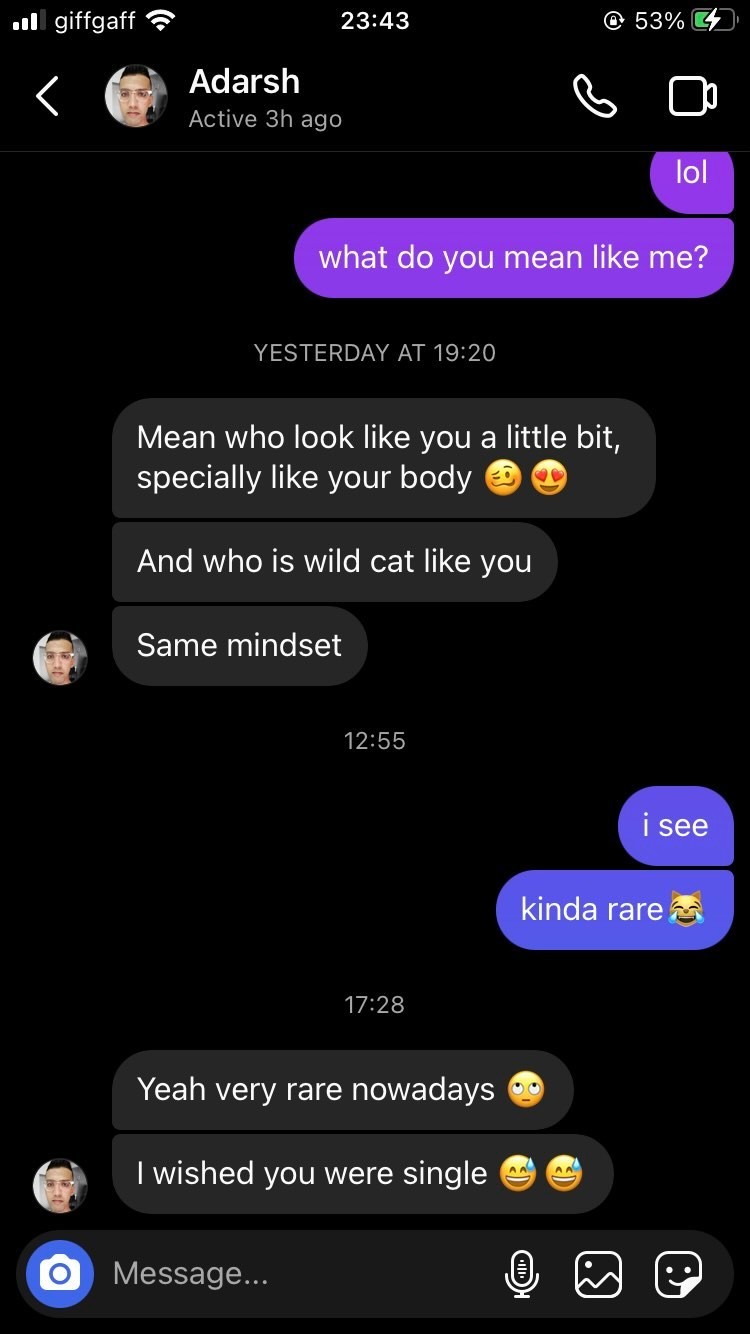 giffgaff 23:43 53%
Adarsh
Active 3h ago
lol
what do you mean like me?
YESTERDAY AT 19:20
Mean who look like you a little bit,
specially like your body 🥴😍
And who is wild cat like you
Same mindset
12:55
i see
kinda rare😹
17:28
Yeah very rare nowadays 🙄
I wished you were single 😅😅
Message...